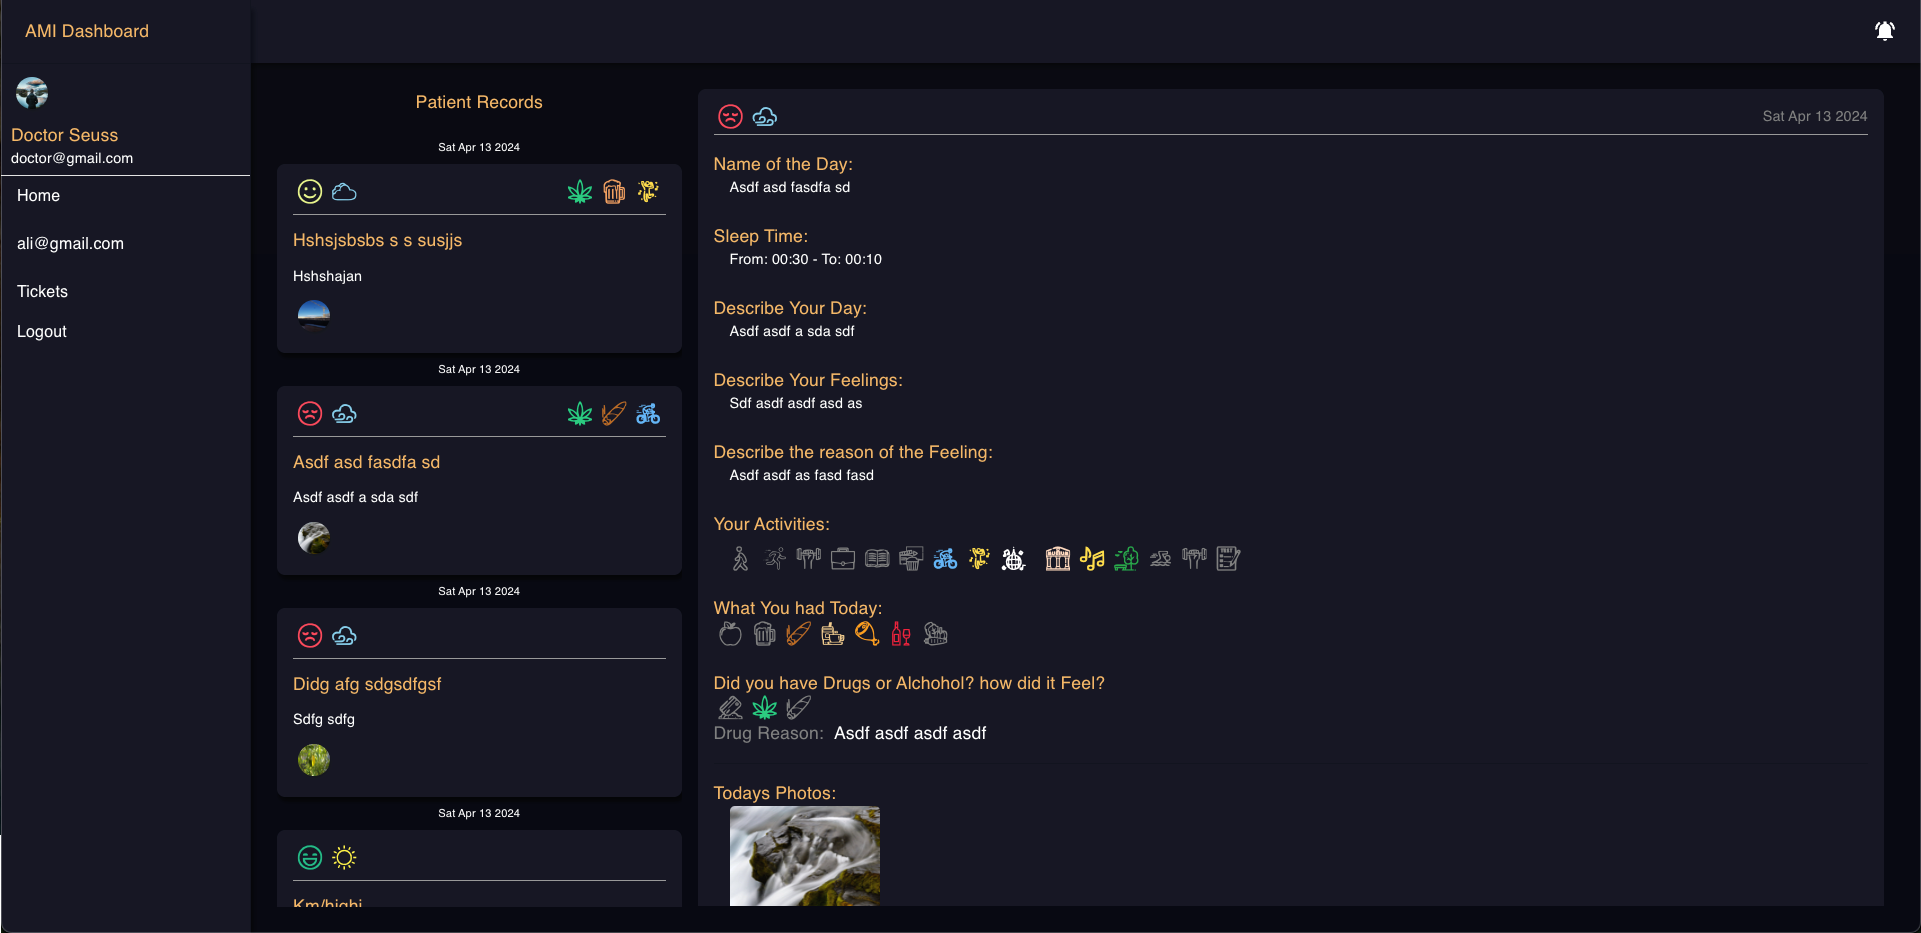 AMI Dashboard
Doctor Seuss
doctor@gmail.com
Home
ali@gmail.com
Tickets
Logout
Patient Records
Sat Apr 13 2024
Hshsjsbsbs s s susjjs
Hshshajan
Sat Apr 13 2024
Asdf asd fasdfa sd
Asdf asdf a sda sdf
Sat Apr 13 2024
Didg afg sdgsdfgsf
Sdfg sdfg
Sat Apr 13 2024
Km/highi
Sat Apr 13 2024
Name of the Day:
Asdf asd fasdfa sd
Sleep Time:
From: 00:30 - To: 00:10
Describe Your Day:
Asdf asdf a sda sdf
Describe Your Feelings:
Sdf asdf asdf asd as
Describe the reason of the Feeling:
Asdf asdf as fasd fasd
Your Activities:
What You had Today:
Did you have Drugs or Alchohol? how did it Feel?
Drug Reason: Asdf asdf asdf asdf
Todays Photos: